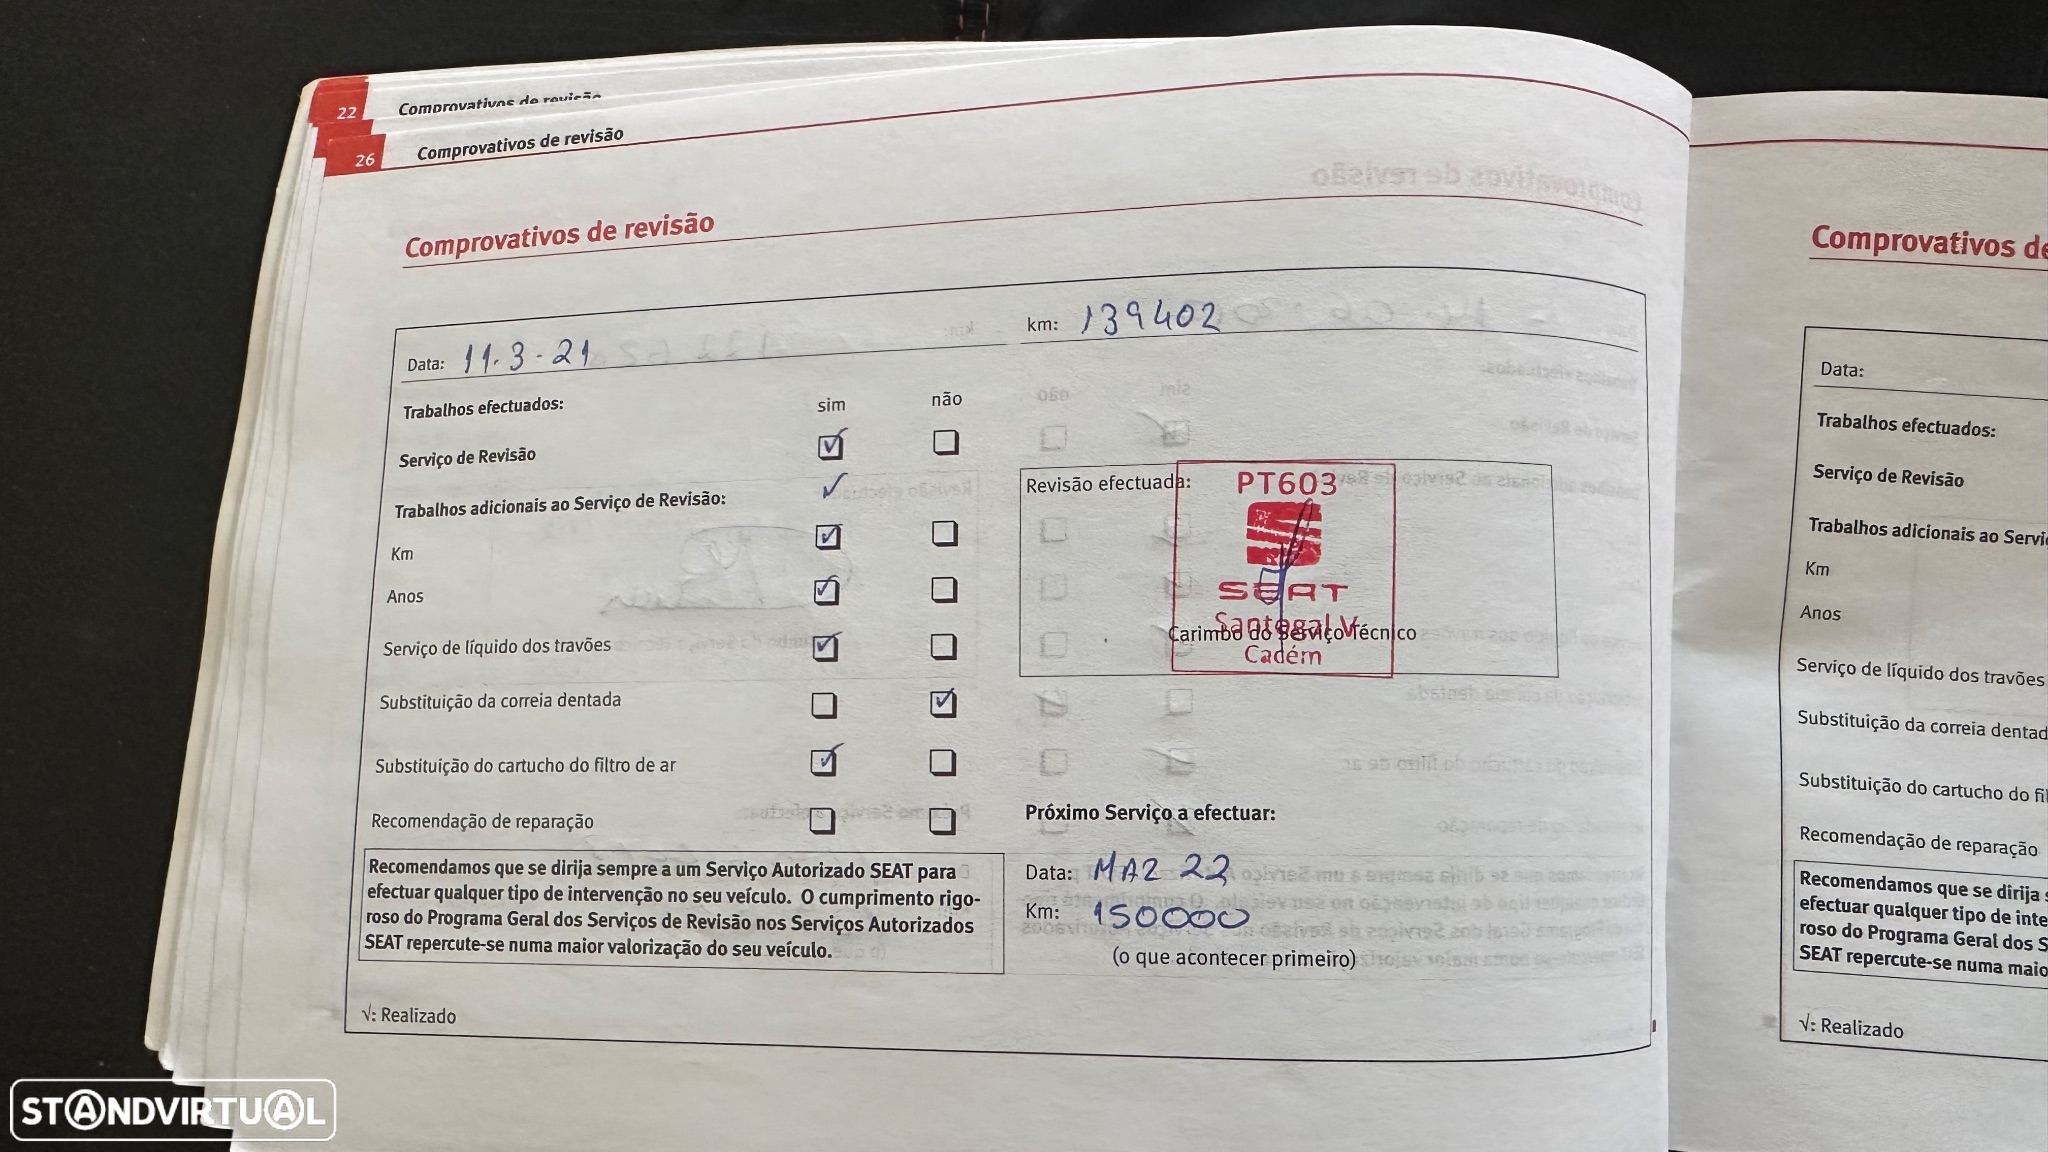 22 Comprovativos de revisão
26 Comprovativos de revisão
Comprovativos de revisão
Data: 11.3-21 km: 139402
Trabalhos efectuados: sim não
Serviço de Revisão
Trabalhos adicionais ao Serviço de Revisão:
Km
Anos
Serviço de líquido dos travões
Substituição da correia dentada
Substituição do cartucho do filtro de ar
Recomendação de reparação
Recomendamos que se dirija sempre a um Serviço Autorizado SEAT para
efectuar qualquer tipo de intervenção no seu veículo. O cumprimento rigo-
roso do Programa Geral dos Serviços de Revisão nos Serviços Autorizados
SEAT repercute-se numa maior valorização do seu veículo.
√: Realizado
Revisão efectuada:
PT603
SEAT
Santogal V.
Carimbo do Serviço Técnico
Cadém
Próximo Serviço a efectuar:
Data: MAZ 22
Km: 150000
(o que acontecer primeiro)
Comprovativos de
Data:
Trabalhos efectuados:
Serviço de Revisão
Trabalhos adicionais ao Servi
Km
Anos
Serviço de líquido dos travões
Substituição da correia dentad
Substituição do cartucho do fil
Recomendação de reparação
Recomendamos que se dirija s
efectuar qualquer tipo de inte
roso do Programa Geral dos S
SEAT repercute-se numa maio
√: Realizado
STANDVIRTUAL